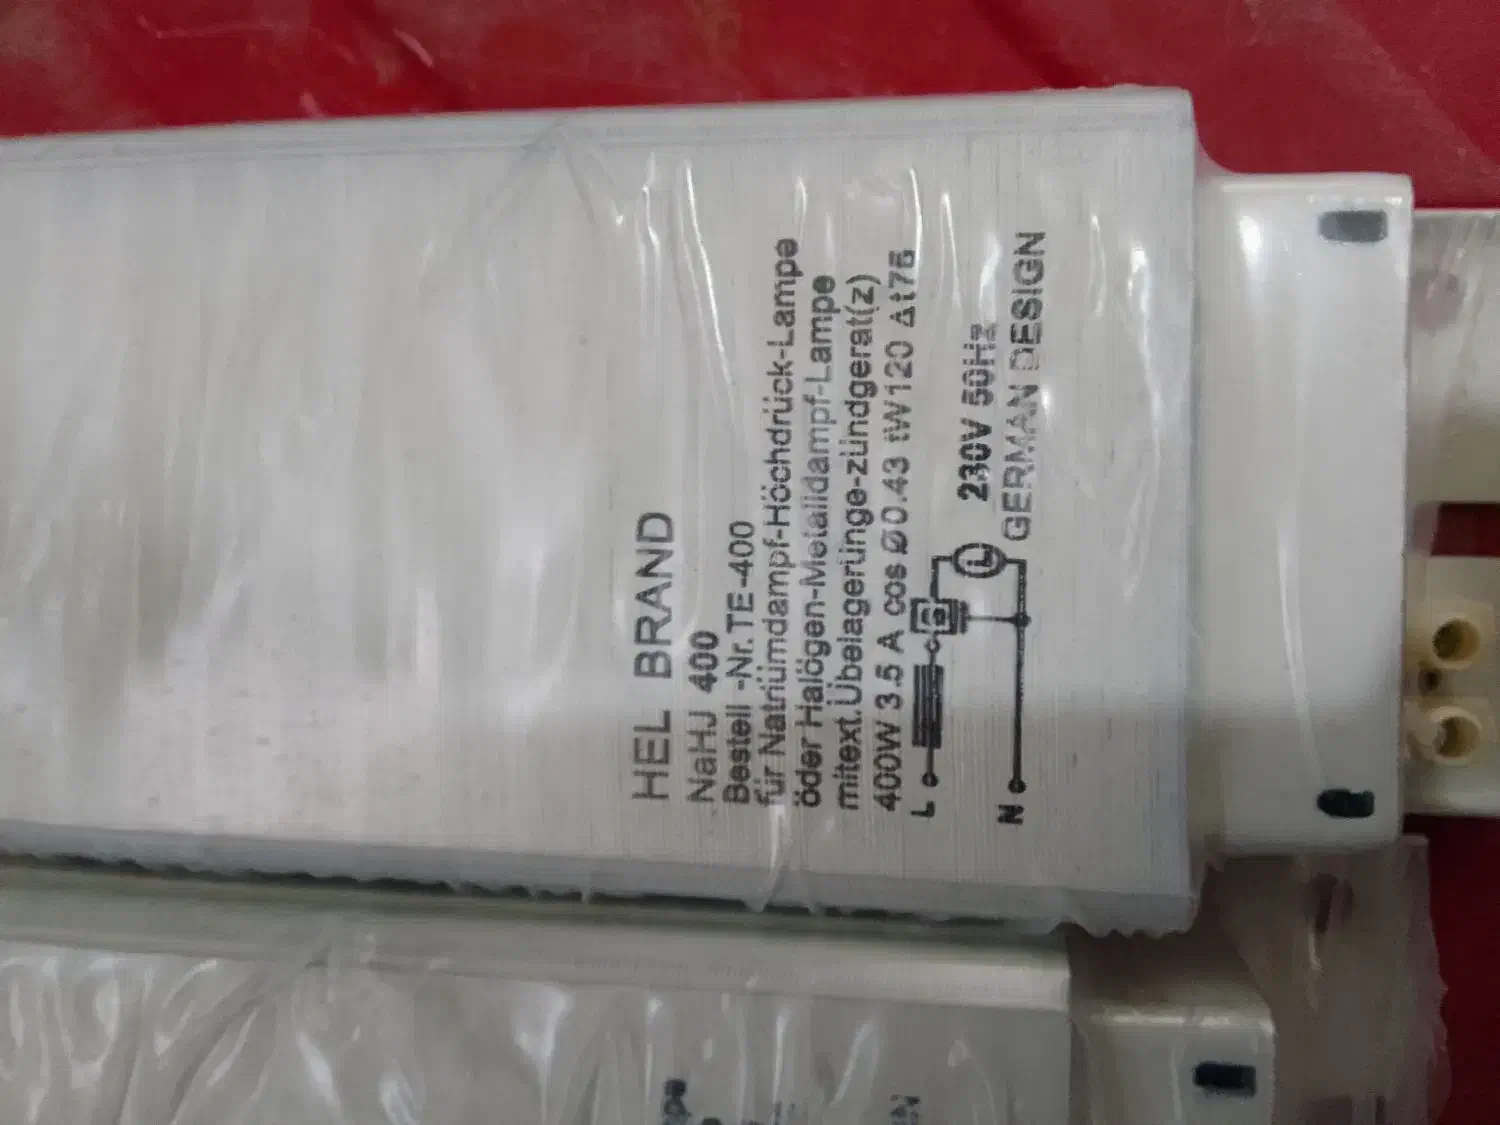 HEL BRAND
NaHJ 400
Bestell -Nr.TE-400
für Natriümdampf-Höchdrück-Lampe
öder Halögen-Metalldampf-Lampe
mitext.Übelagerünge-zündgerat(z)
400W 3.5 A cos Ø0.43 tW120 Δt75
L
L
230V 50Hz
N
GERMAN DESIGN